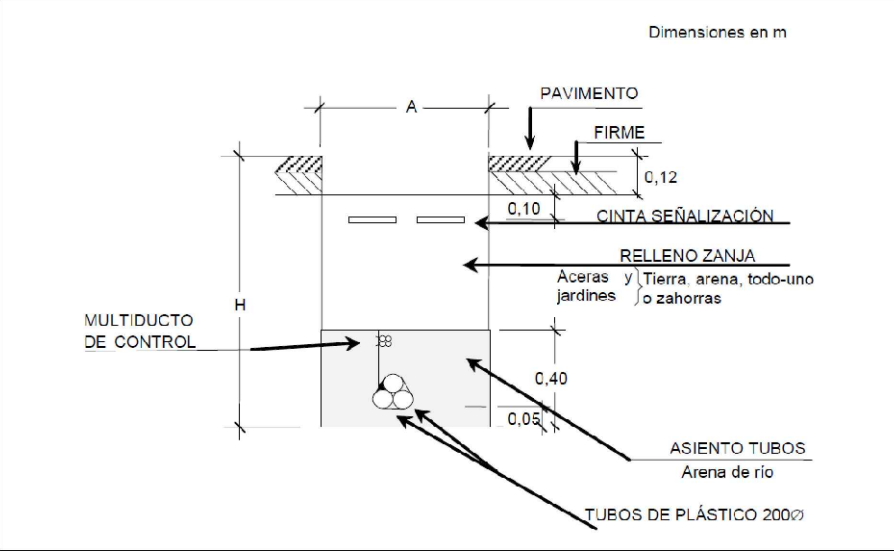 Dimensiones en m
PAVIMENTO
A
FIRME
0,12
0,10
CINTA SEÑALIZACIÓN
RELLENO ZANJA
Aceras y
jardines
Tierra, arena, todo-uno
o zahorras
H
MULTIDUCTO
DE CONTROL
0,40
0,05
ASIENTO TUBOS
Arena de río
TUBOS DE PLÁSTICO 200∅